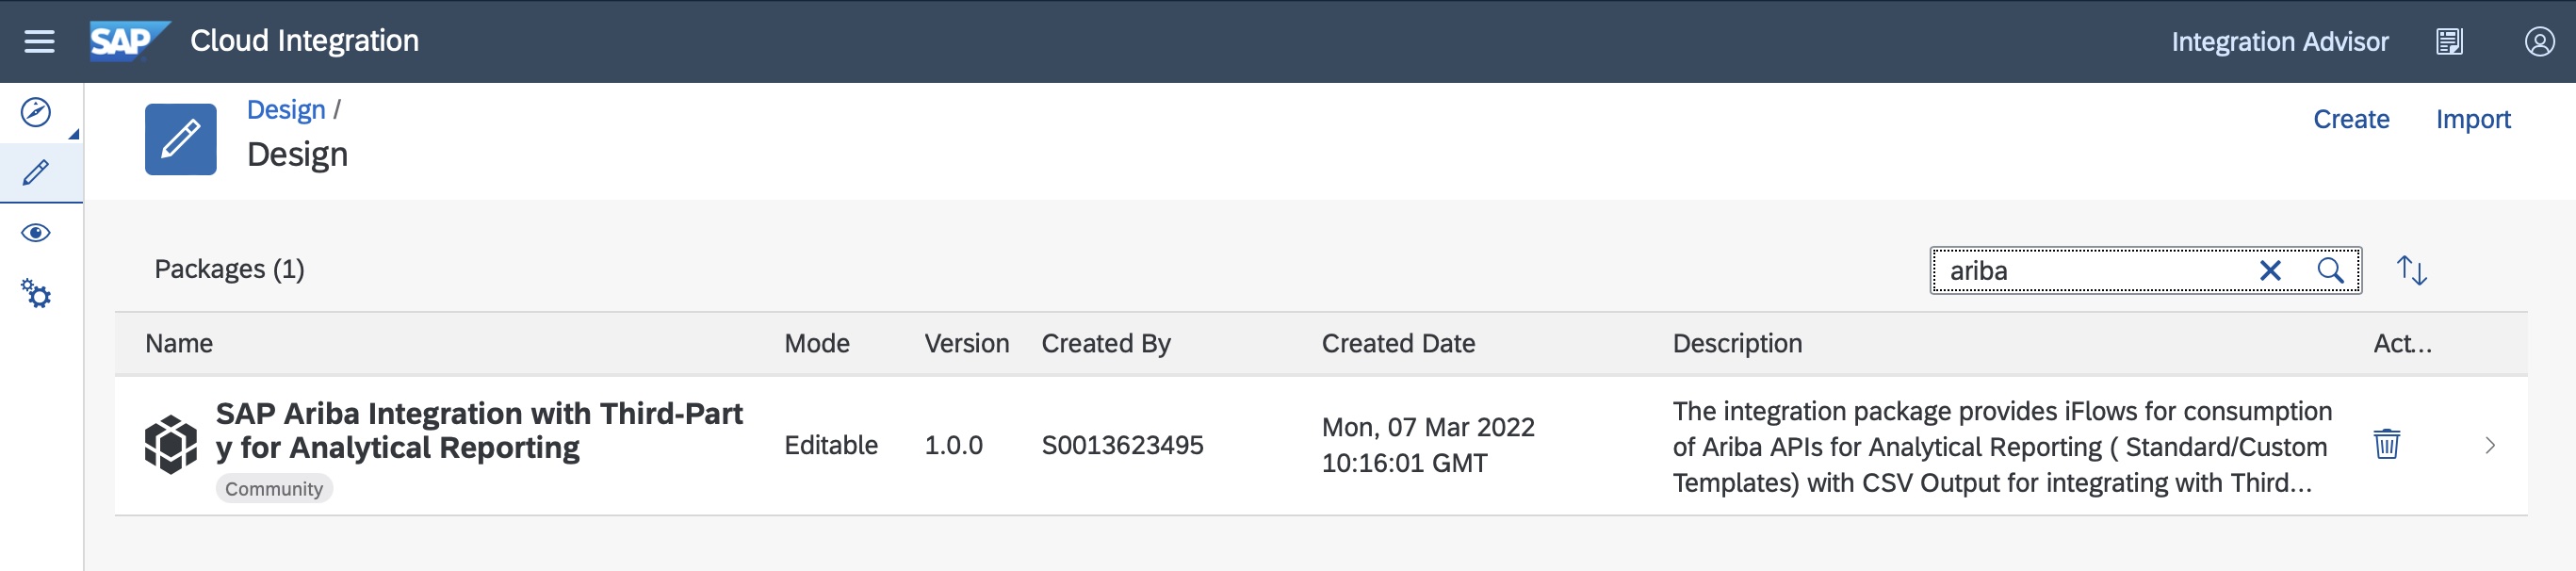 SAP Cloud Integration
Integration Advisor
Design /
Design
Create
Import
Packages (1)
ariba
Name
Mode
Version
Created By
Created Date
Description
Act...
SAP Ariba Integration with Third-Part
y for Analytical Reporting
Community
Editable
1.0.0
S0013623495
Mon, 07 Mar 2022
10:16:01 GMT
The integration package provides iFlows for consumption
of Ariba APIs for Analytical Reporting ( Standard/Custom
Templates) with CSV Output for integrating with Third...